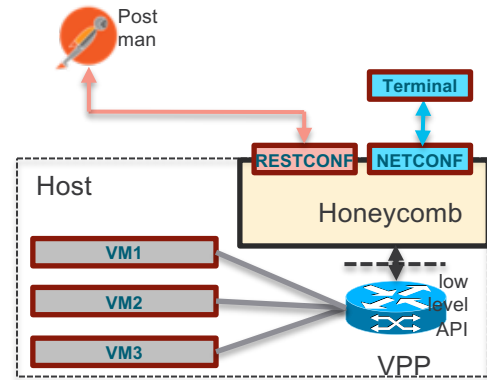 Post
man
Terminal
RESTCONF
NETCONF
Host
Honeycomb
VM1
VM2
VM3
low
level
API
VPP